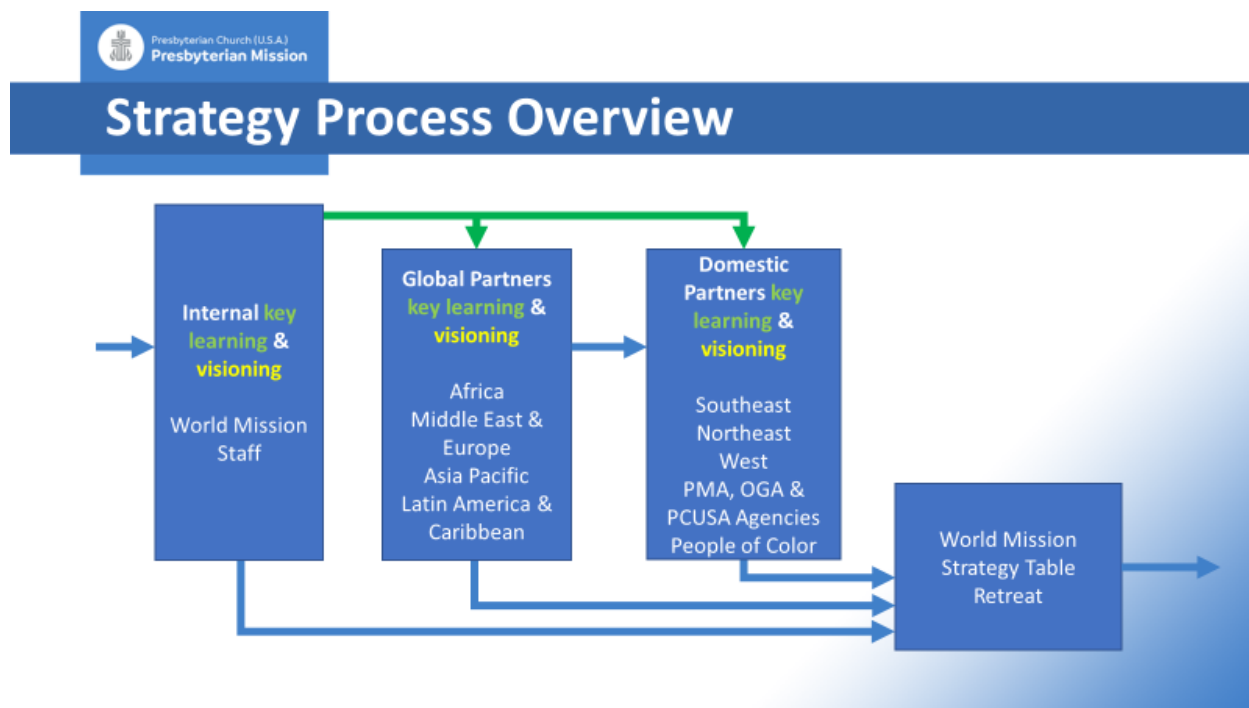 Presbyterian Church (U.S.A.)
Presbyterian Mission
Strategy Process Overview
Internal key
learning &
visioning
World Mission
Staff
Global Partners
key learning &
visioning
Africa
Middle East &
Europe
Asia Pacific
Latin America &
Caribbean
Domestic
Partners key
learning &
visioning
Southeast
Northeast
West
PMA, OGA &
PCUSA Agencies
People of Color
World Mission
Strategy Table
Retreat